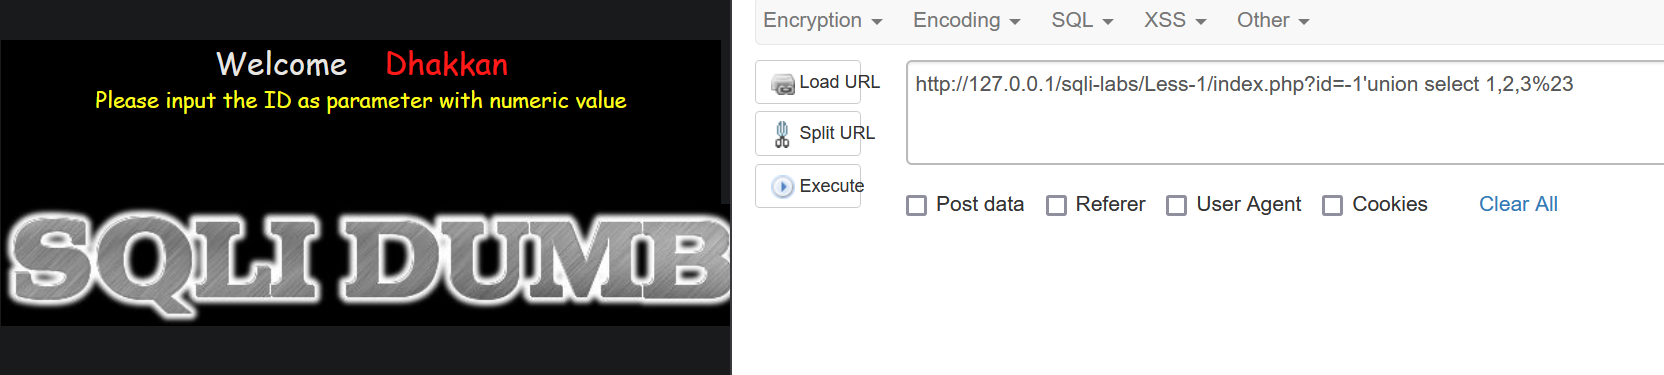 Welcome Dhakkan
Please input the ID as parameter with numeric value
SQLI DUMB
Encryption Encoding SQL XSS Other
Load URL
http://127.0.0.1/sqli-labs/Less-1/index.php?id=-1'union select 1,2,3%23
Split URL
Execute
Post data Referer User Agent Cookies Clear All